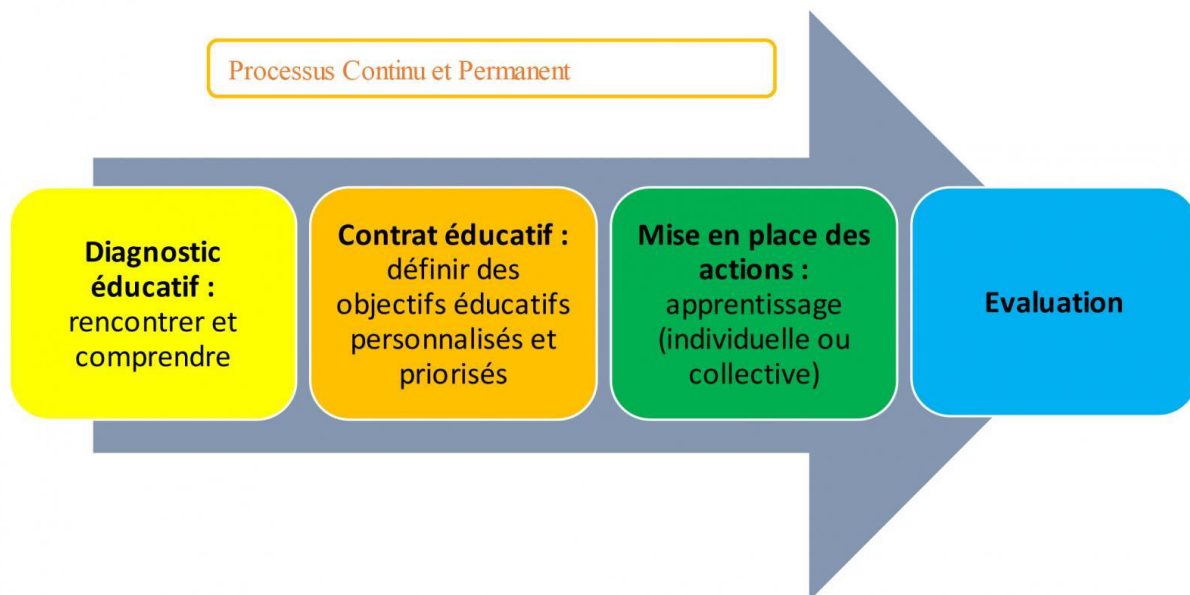 Processus Continu et Permanent
Diagnostic
éducatif :
rencontrer et
comprendre
Contrat éducatif :
définir des
objectifs éducatifs
personnalisés et
priorisés
Mise en place des
actions :
apprentissage
(individuelle ou
collective)
Evaluation